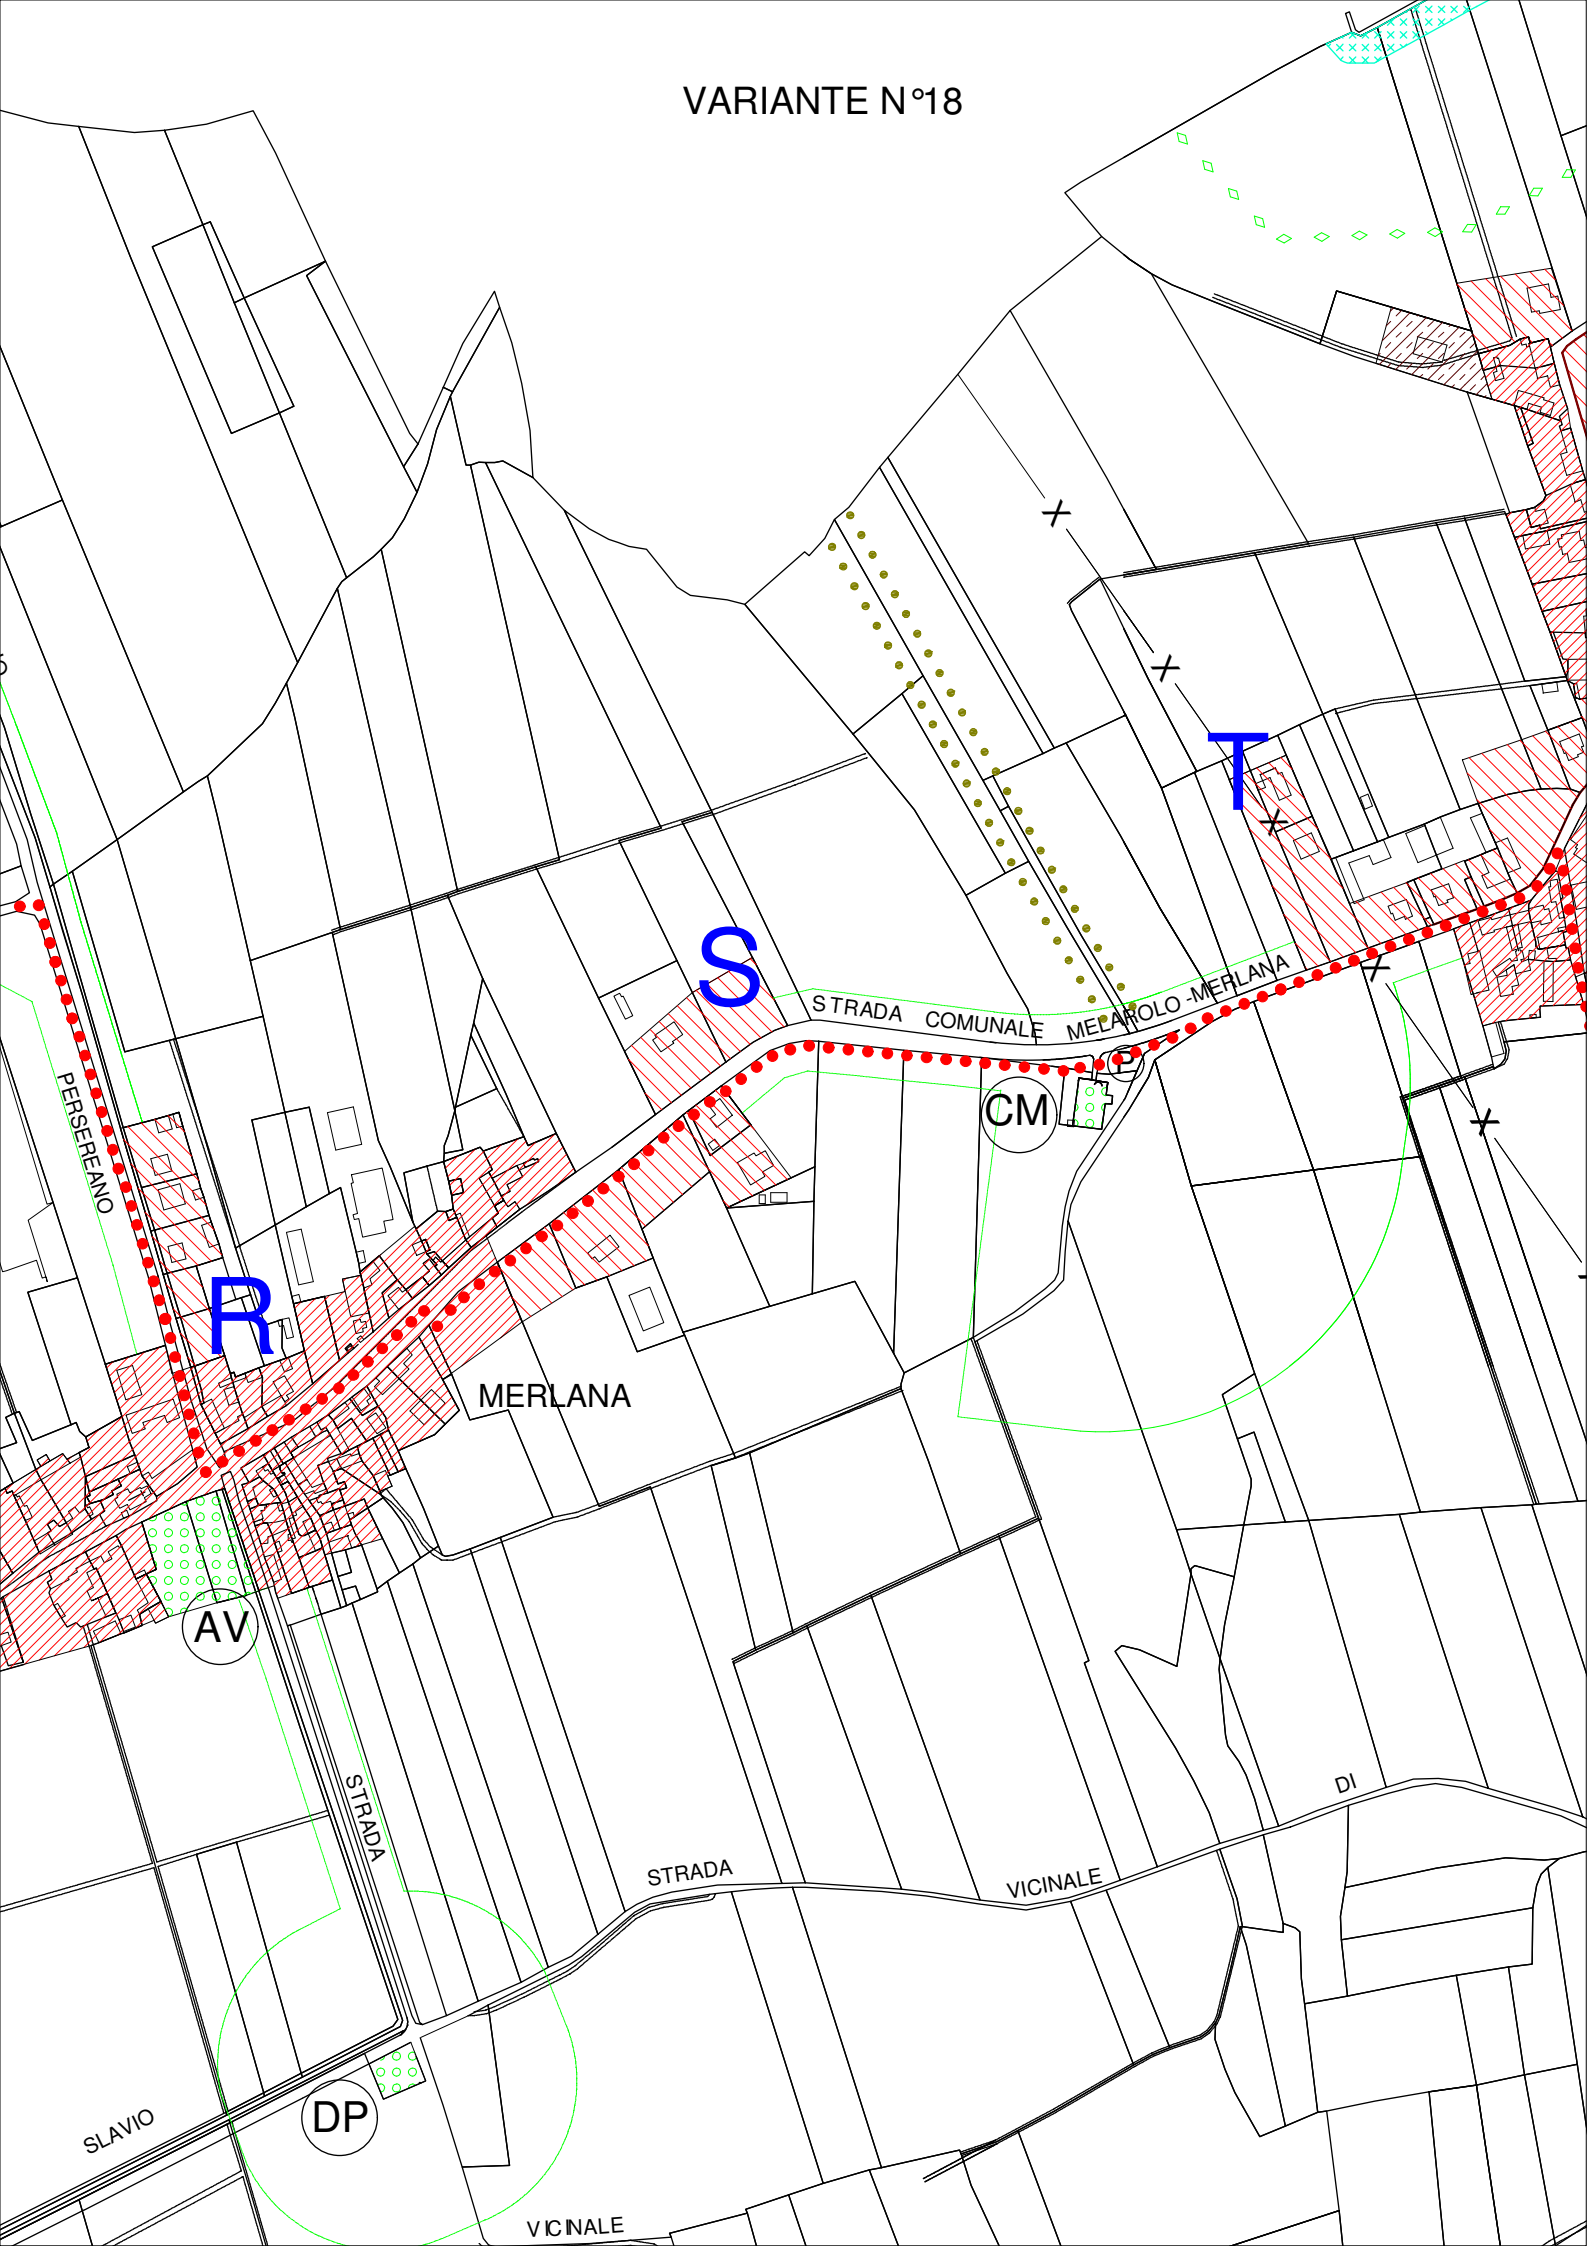 VARIANTE N°18
T
S
STRADA COMUNALE MELAROLO-MERLANA
P
PERSEREANO
CM
R
MERLANA
AV
STRADA
DI
STRADA
VICINALE
DP
SLAVIO
VICINALE